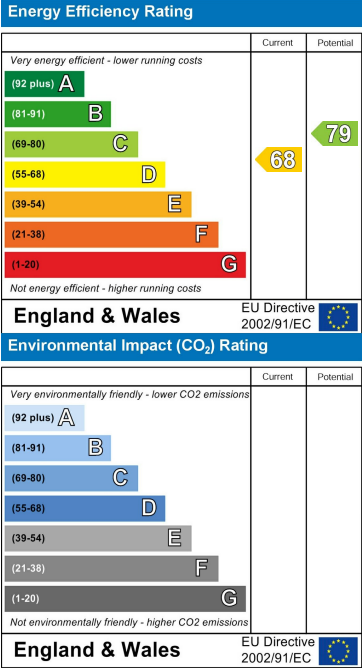 Energy Efficiency Rating
Current Potential
Very energy efficient - lower running costs
(92 plus) A
(81-91) B
(69-80) C
79
(55-68) D
68
(39-54) E
(21-38) F
(1-20) G
Not energy efficient - higher running costs
England & Wales
EU Directive
2002/91/EC
Environmental Impact (CO₂) Rating
Current Potential
Very environmentally friendly - lower CO2 emissions
(92 plus) A
(81-91) B
(69-80) C
(55-68) D
(39-54) E
(21-38) F
(1-20) G
Not environmentally friendly - higher CO2 emissions
England & Wales
EU Directive
2002/91/EC